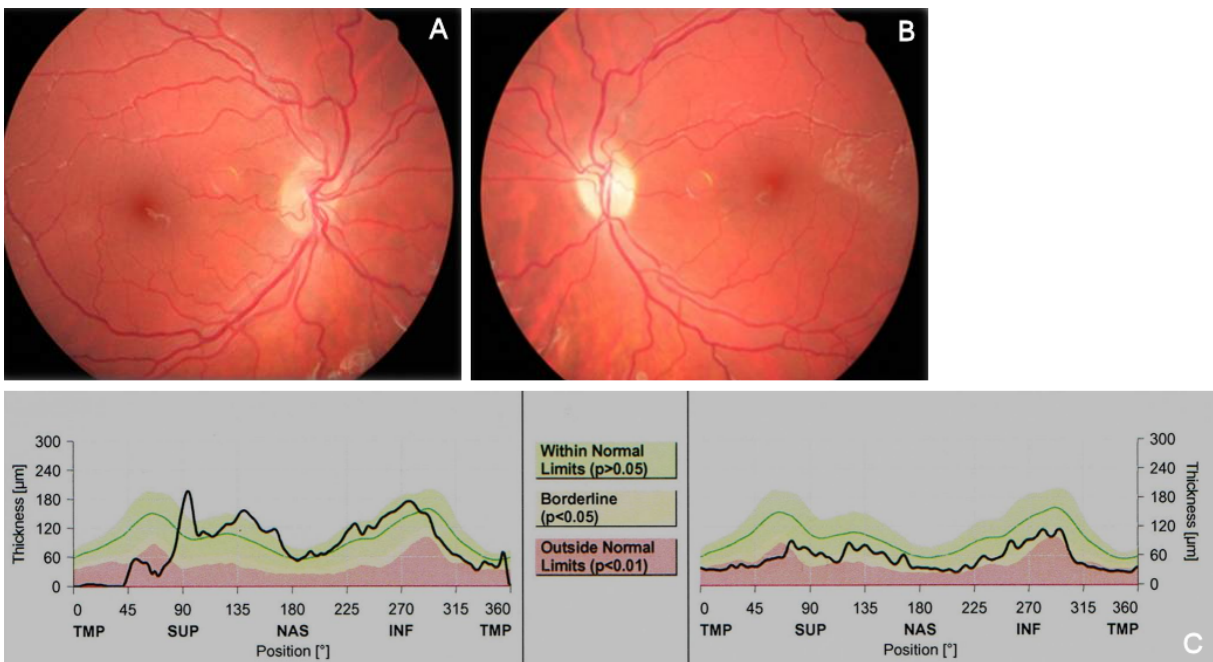 A
B
300
240
180
120
60
0
Thickness [µm]
0 45 90 135 180 225 270 315 360
TMP SUP NAS INF TMP
Position [°]
Within Normal
Limits (p>0.05)
Borderline
(p<0.05)
Outside Normal
Limits (p<0.01)
300
240
180
120
60
0
Thickness [µm]
0 45 90 135 180 225 270 315 360
TMP SUP NAS INF TMP
Position [°]
C